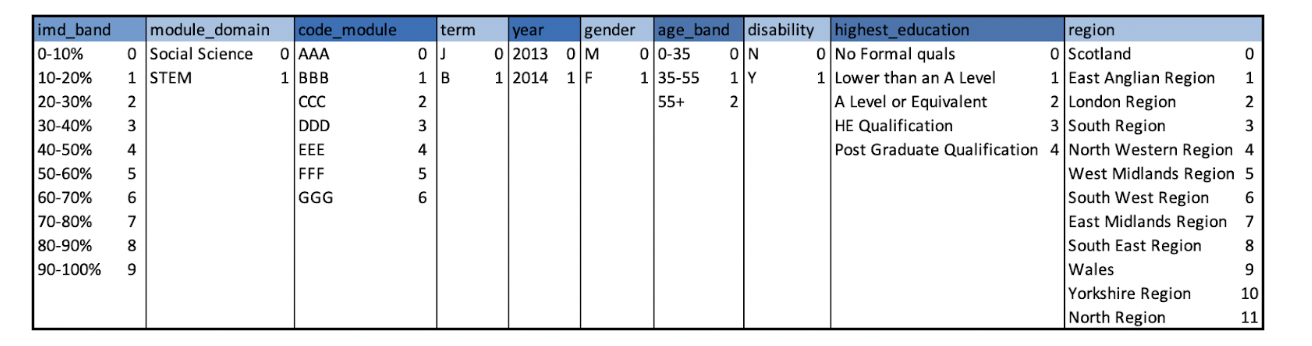 imd_band module_domain code_module term year gender age_band disability highest_education region
0-10% 0 Social Science 0 AAA 0 J 0 2013 0 M 0 0-35 0 N 0 No Formal quals 0 Scotland 0
10-20% 1 STEM 1 BBB 1 B 1 2014 1 F 1 35-55 1 Y 1 Lower than an A Level 1 East Anglian Region 1
20-30% 2 CCC 2 55+ 2 A Level or Equivalent 2 London Region 2
30-40% 3 DDD 3 HE Qualification 3 South Region 3
40-50% 4 EEE 4 Post Graduate Qualification 4 North Western Region 4
50-60% 5 FFF 5 West Midlands Region 5
60-70% 6 GGG 6 South West Region 6
70-80% 7 East Midlands Region 7
80-90% 8 South East Region 8
90-100% 9 Wales 9
Yorkshire Region 10
North Region 11